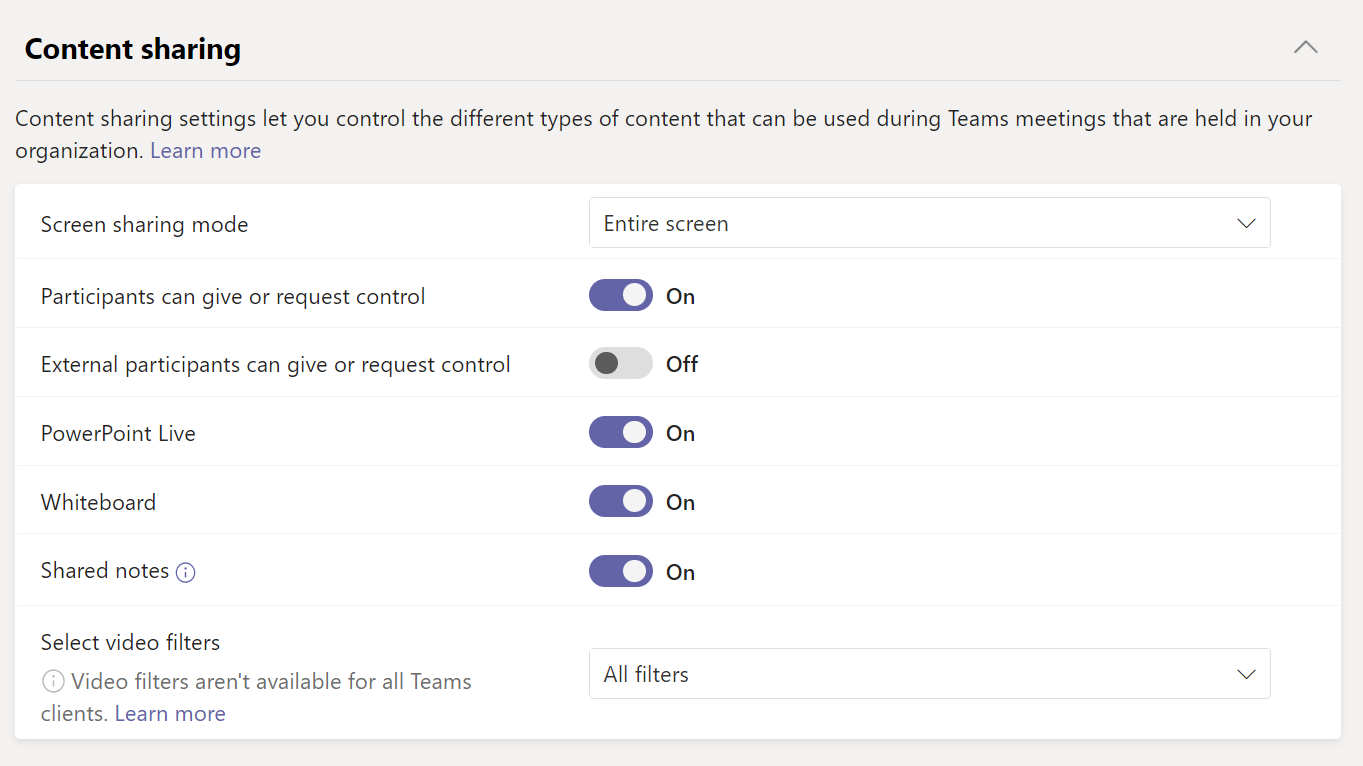 Content sharing
Content sharing settings let you control the different types of content that can be used during Teams meetings that are held in your
organization. Learn more
Screen sharing mode
Entire screen
Participants can give or request control
On
External participants can give or request control
Off
PowerPoint Live
On
Whiteboard
On
Shared notes
On
Select video filters
Video filters aren't available for all Teams
clients. Learn more
All filters